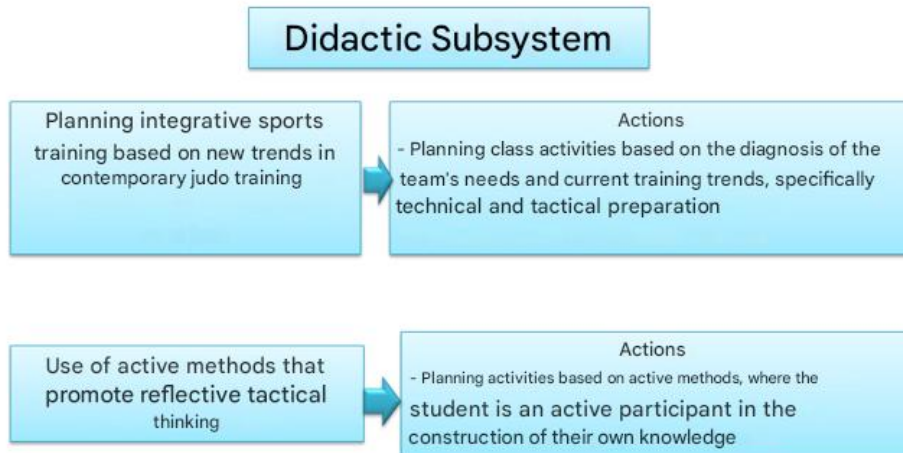 Didactic Subsystem
Planning integrative sports
training based on new trends in
contemporary judo training
Actions
- Planning class activities based on the diagnosis of the
team's needs and current training trends, specifically
technical and tactical preparation
Use of active methods that
promote reflective tactical
thinking
Actions
- Planning activities based on active methods, where the
student is an active participant in the
construction of their own knowledge